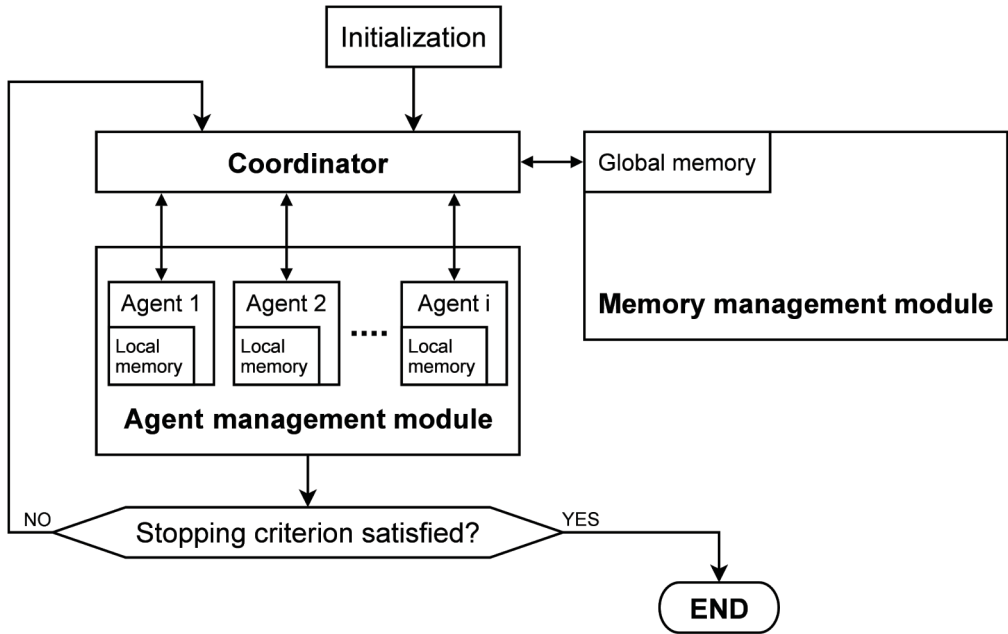 Initialization
Coordinator
Global memory
Memory management module
Agent 1
Local
memory
Agent 2
Local
memory
....
Agent i
Local
memory
Agent management module
NO
Stopping criterion satisfied?
YES
END